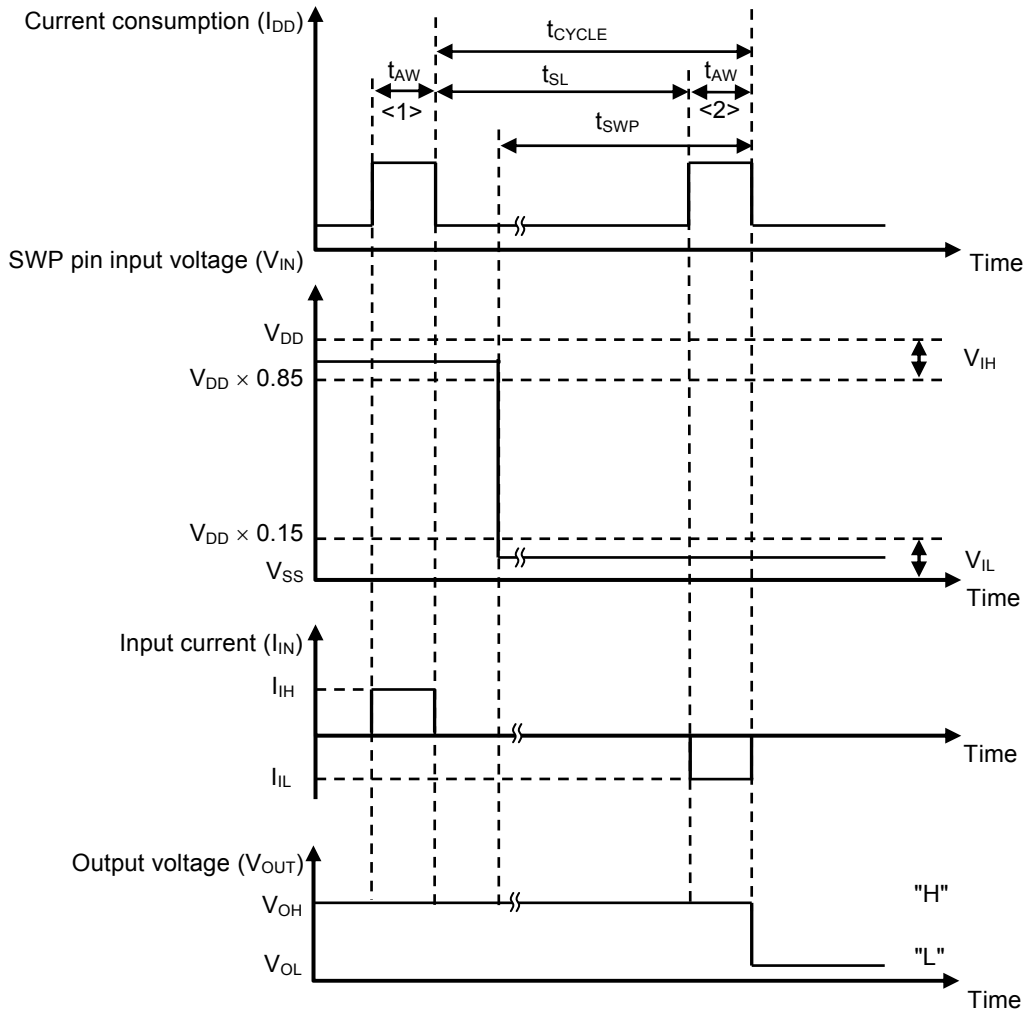 Current consumption (IDD)
tCYCLE
tAW
tSL
tAW
<1>
<2>
tSWP
Time
SWP pin input voltage (VIN)
VDD
VIH
VDD × 0.85
VDD × 0.15
VIL
VSS
Time
Input current (IIN)
IIH
Time
IIL
Output voltage (VOUT)
VOH
"H"
VOL
"L"
Time